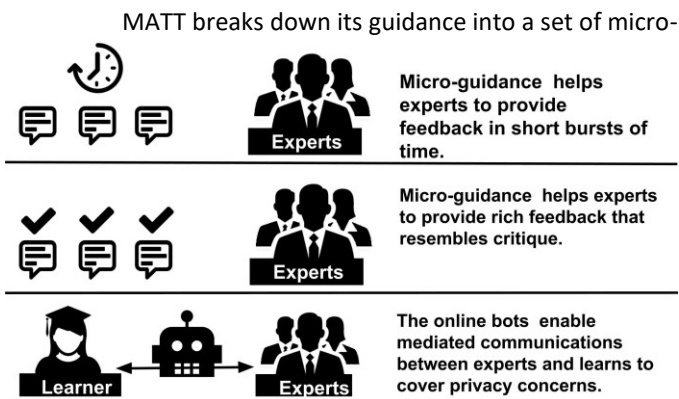 MATT breaks down its guidance into a set of micro-
Experts
Micro-guidance helps
experts to provide
feedback in short bursts of
time.
Experts
Micro-guidance helps experts
to provide rich feedback that
resembles critique.
Learner
Experts
The online bots enable
mediated communications
between experts and learns to
cover privacy concerns.